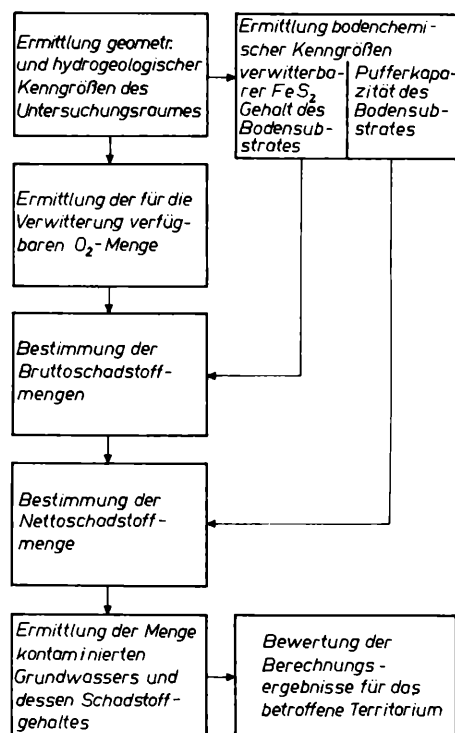 Ermittlung geometr.
und hydrogeologischer
Kenngrößen des
Untersuchungsraumes
Ermittlung bodenchemi-
scher Kenngrößen
verwitterba-
rer FeS₂
Gehalt des
Bodensub-
strates
Pufferkapa-
zität des
Bodensub-
strates
Ermittlung der für die
Verwitterung verfüg-
baren O₂-Menge
Bestimmung der
Bruttoschadstoff-
mengen
Bestimmung der
Nettoschadstoff-
menge
Ermittlung der Menge
kontaminierten
Grundwassers und
dessen Schadstoff-
gehaltes
Bewertung der
Berechnungs-
ergebnisse für das
betroffene Territorium